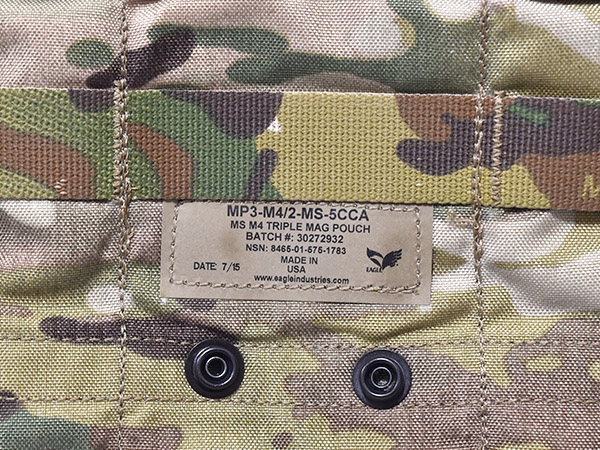 MP3-M4/2-MS-5CCA
MS M4 TRIPLE MAG POUCH
BATCH #: 30272932
NSN: 8465-01-575-1783
MADE IN
DATE: 7/15 USA
www.eagleindustries.com
EAGLE